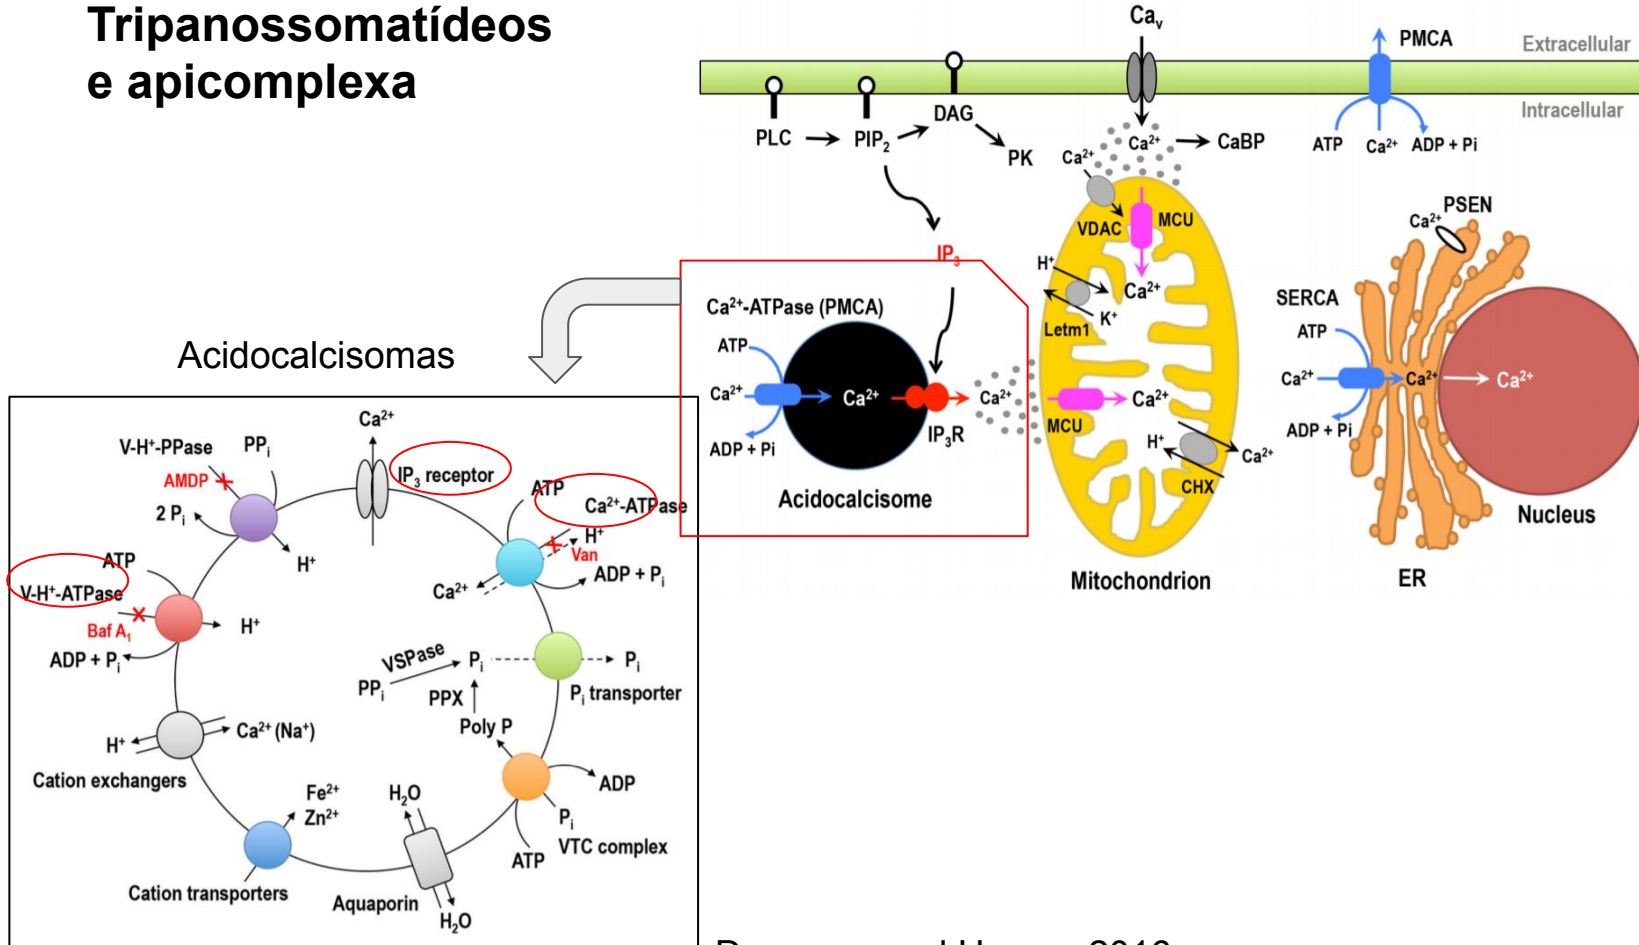 Tripanossomatídeos
e apicomplexa
Ca_v
PMCA
Extracellular
Intracellular
PLC
PIP₂
DAG
PK
Ca²⁺
Ca²⁺
CaBP
ATP
Ca²⁺
ADP + Pi
VDAC
MCU
Ca²⁺
PSEN
IP₃
H⁺
Ca²⁺
K⁺
Letm1
SERCA
ATP
Ca²⁺
Ca²⁺
Ca²⁺
ADP + Pi
Ca²⁺-ATPase (PMCA)
ATP
Ca²⁺
Ca²⁺
Ca²⁺
ADP + Pi
IP₃R
Acidocalcisome
MCU
Ca²⁺
H⁺
Ca²⁺
CHX
Mitochondrion
ER
Nucleus
Acidocalcisomas
Ca²⁺
V-H⁺-PPase
PPᵢ
AMDP
IP₃ receptor
2 Pᵢ
H⁺
ATP
Ca²⁺-ATPase
H⁺
Van
Ca²⁺
ADP + Pᵢ
ATP
V-H⁺-ATPase
Baf A₁
H⁺
ADP + Pᵢ
VSPase
Pᵢ
Pᵢ
PPᵢ
PPX
Pᵢ transporter
Poly P
H⁺
Ca²⁺ (Na⁺)
Cation exchangers
ADP
Fe²⁺
Zn²⁺
H₂O
Pᵢ
VTC complex
ATP
Cation transporters
Aquaporin
H₂O